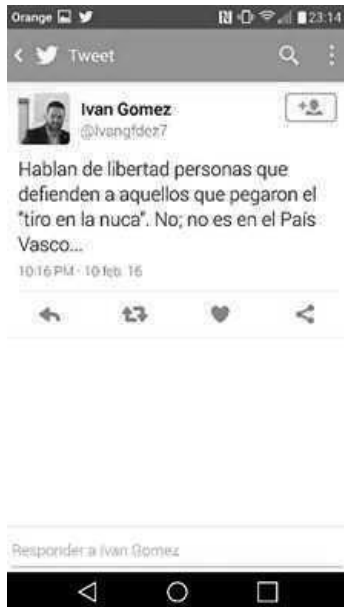 Orange 23:14
Tweet
Ivan Gomez
@Ivangfdez7
Hablan de libertad personas que
defienden a aquellos que pegaron el
"tiro en la nuca". No; no es en el País
Vasco...
10:16 PM · 10 feb. 16
Responder a Ivan Gomez